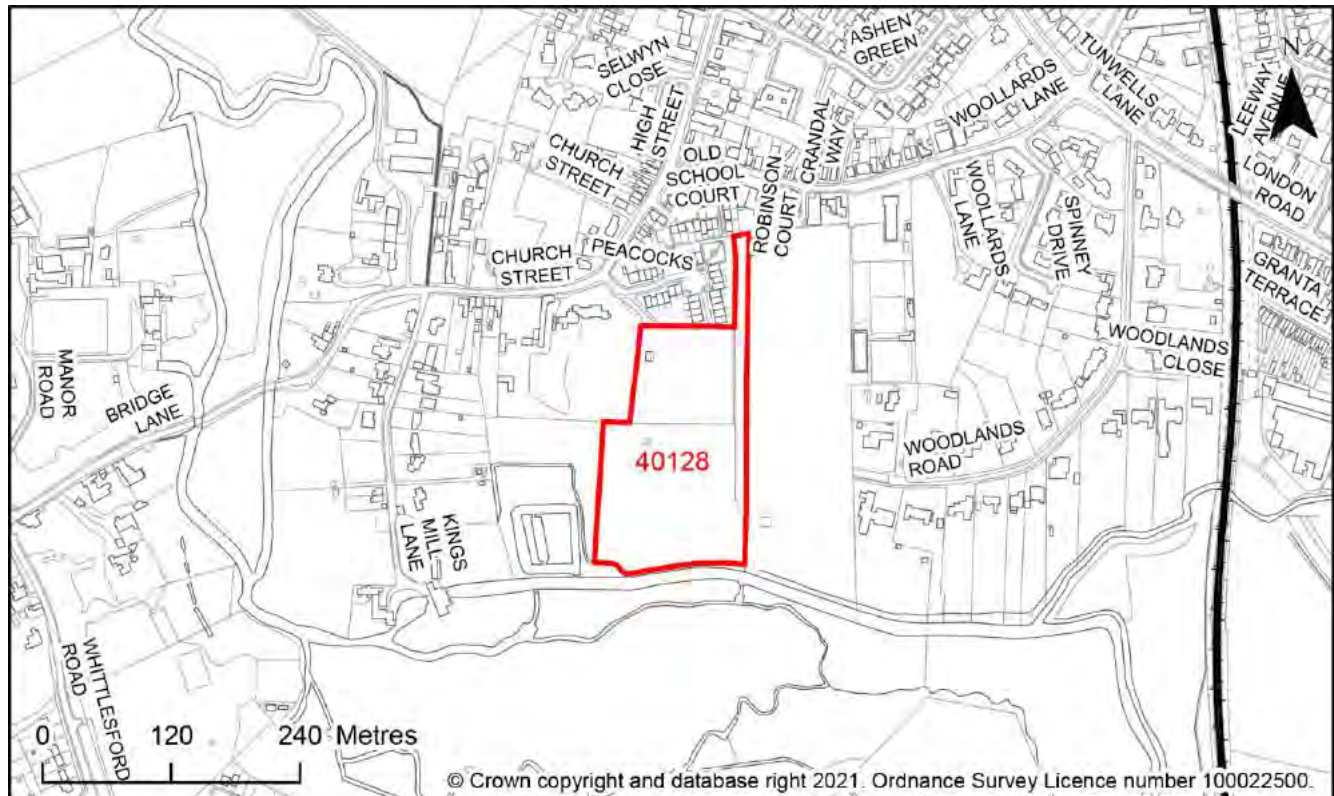 ASHEN
GREEN
SELWYN
CLOSE
HIGH
STREET
TUNWELLS
LANE
LEEWAY
AVENUE
N
WOOLLARDS
LANE
CRANDAL
WAY
CHURCH
STREET
OLD
SCHOOL
COURT
ROBINSON
COURT
LONDON
ROAD
WOOLLARDS
LANE
SPINNEY
DRIVE
PEACOCKS
CHURCH
STREET
GRANTA
TERRACE
MANOR
ROAD
BRIDGE
LANE
WOODLANDS
CLOSE
WOODLANDS
ROAD
40128
KINGS
MILL
LANE
WHITTLESFORD
ROAD
0 120 240 Metres
© Crown copyright and database right 2021. Ordnance Survey Licence number 100022500.